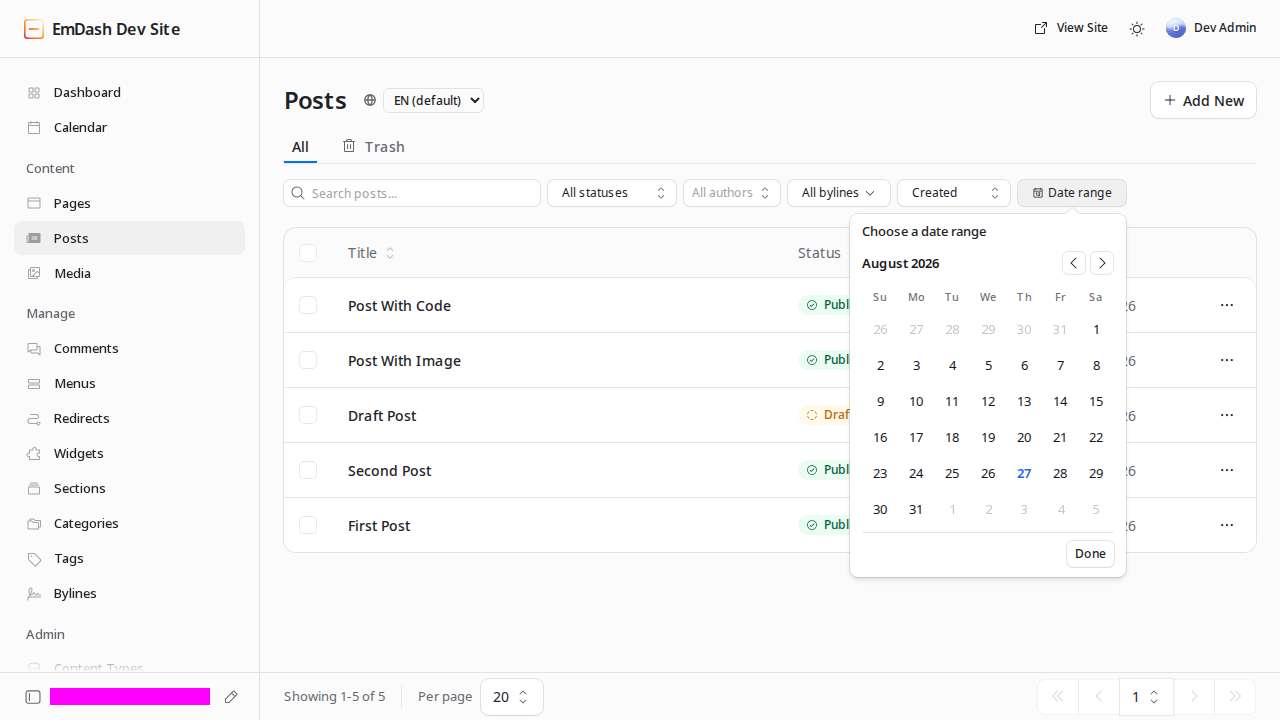 EmDash Dev Site
View Site
Dev Admin
Dashboard
Calendar
Content
Pages
Posts
Media
Manage
Comments
Menus
Redirects
Widgets
Sections
Categories
Tags
Bylines
Admin
Content Types
Posts
EN (default)
Add New
All
Trash
Search posts...
All statuses
All authors
All bylines
Created
Date range
Title
Status
Post With Code
Post With Image
Draft Post
Second Post
First Post
Choose a date range
August 2026
Su Mo Tu We Th Fr Sa
26 27 28 29 30 31 1
2 3 4 5 6 7 8
9 10 11 12 13 14 15
16 17 18 19 20 21 22
23 24 25 26 27 28 29
30 31 1 2 3 4 5
Done
Showing 1-5 of 5
Per page
20
1